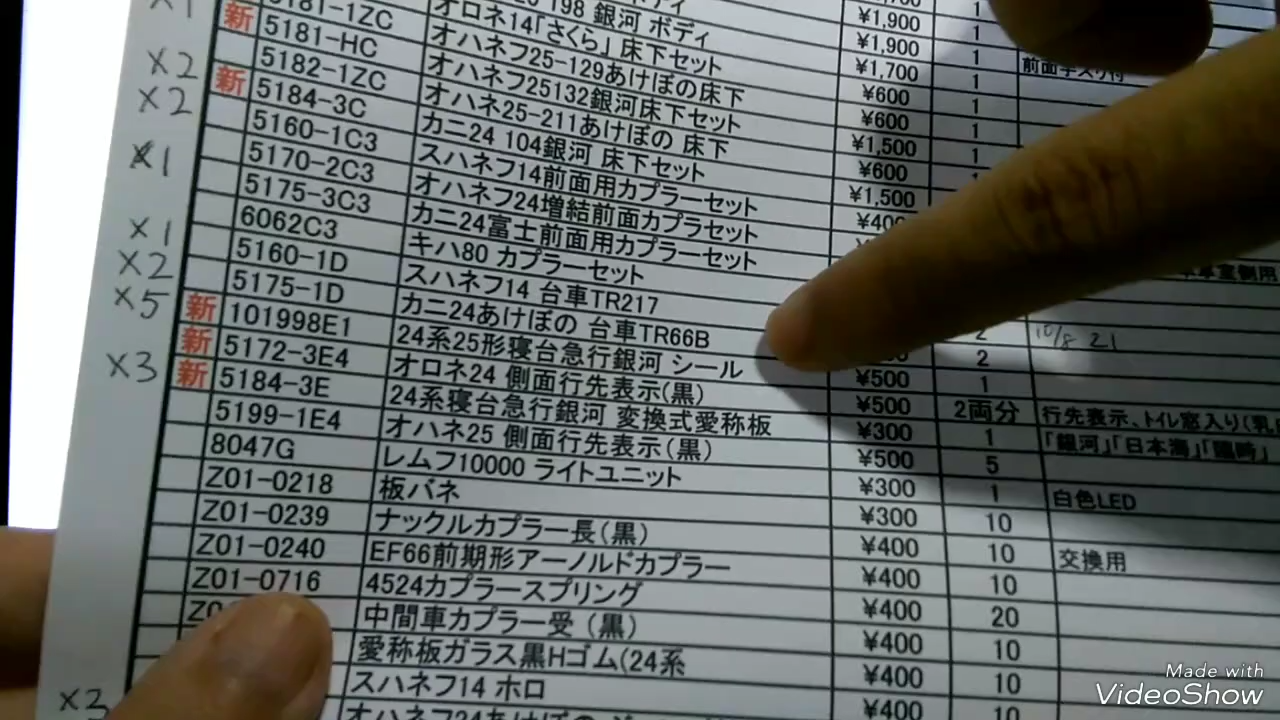 198 銀河 ボディ ¥1,700 1
オロネ14「さくら」 床下セット ¥600 1
新 5181-1ZC オハネフ25-129あけぼの床下 ¥600 1
5181-HC オハネフ25132銀河床下セット ¥1,500 1
×2 新 5182-1ZC オハネ25-211あけぼの 床下 ¥600
×2 5184-3C カニ24 104銀河 床下セット ¥1,500
5160-1C3 スハネフ14前面用カプラーセット
×1 5170-2C3 オハネフ24増結前面カプラセット
5175-3C3 カニ24富士前面用カプラーセット
×1 6062C3 キハ80 カプラーセット
×2 5160-1D スハネフ14 台車TR217
×5 5175-1D カニ24あけぼの 台車TR66B 2
新 101998E1 24系25形寝台急行銀河 シール ¥500 1
×3 新 5172-3E4 オロネ24 側面行先表示(黒) ¥500 2両分 行先表示、トイレ窓入り
新 5184-3E 24系寝台急行銀河 変換式愛称板 ¥300 1 「銀河」「日本海」「臨時」
5199-1E4 オハネ25 側面行先表示(黒) ¥500 5
8047G レムフ10000 ライトユニット ¥300 1 白色LED
Z01-0218 板バネ ¥300 10
Z01-0239 ナックルカプラー長(黒) ¥400 10 交換用
Z01-0240 EF66前期形アーノルドカプラー ¥400 10
Z01-0716 4524カプラースプリング ¥400 20
中間車カプラー受 (黒) ¥400 10
愛称板ガラス黒Hゴム(24系 ¥400 10
スハネフ14 ホロ ¥400 10
Made with
VideoShow